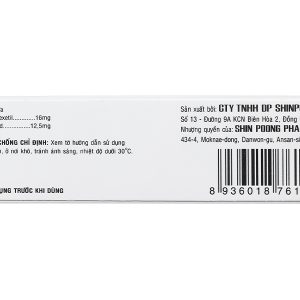 a
exetil............16mg
d..................12,5mg
CHỐNG CHỈ ĐỊNH: Xem tờ hướng dẫn sử dụng
, ở nơi khô, tránh ánh sáng, nhiệt độ dưới 30°C.
ỤNG TRƯỚC KHI DÙNG
Sản xuất bởi: CTY TNHH DP SHINPO
Số 13 - Đường 9A KCN Biên Hòa 2, Đồng
Nhượng quyền của: SHIN POONG PHA
434-4, Moknae-dong, Danwon-gu, Ansan-si
8 936018 761